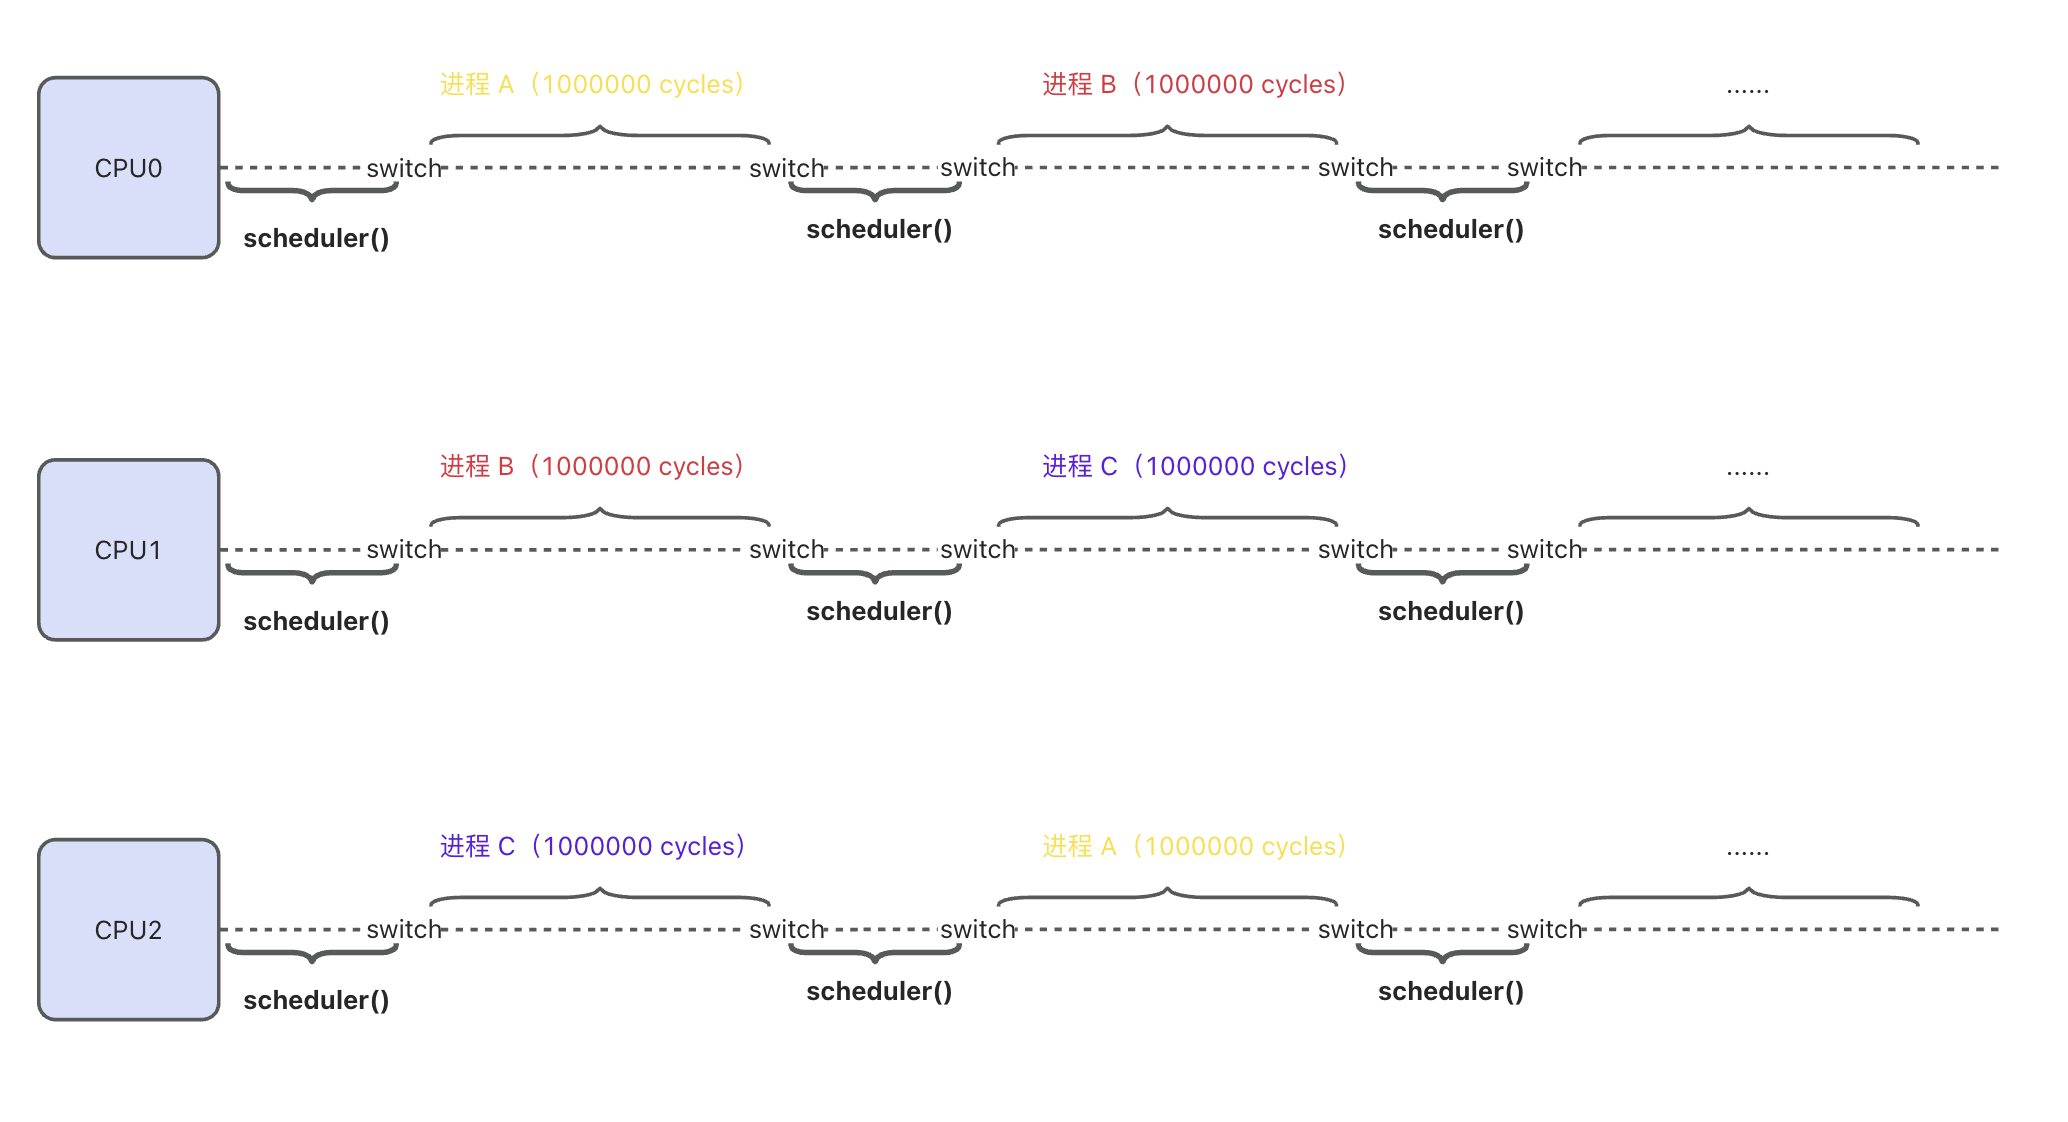 进程 A（1000000 cycles）
进程 B（1000000 cycles）
......
CPU0
switch
switch
switch
switch
switch
scheduler()
scheduler()
scheduler()
进程 B（1000000 cycles）
进程 C（1000000 cycles）
......
CPU1
switch
switch
switch
switch
switch
scheduler()
scheduler()
scheduler()
进程 C（1000000 cycles）
进程 A（1000000 cycles）
......
CPU2
switch
switch
switch
switch
switch
scheduler()
scheduler()
scheduler()